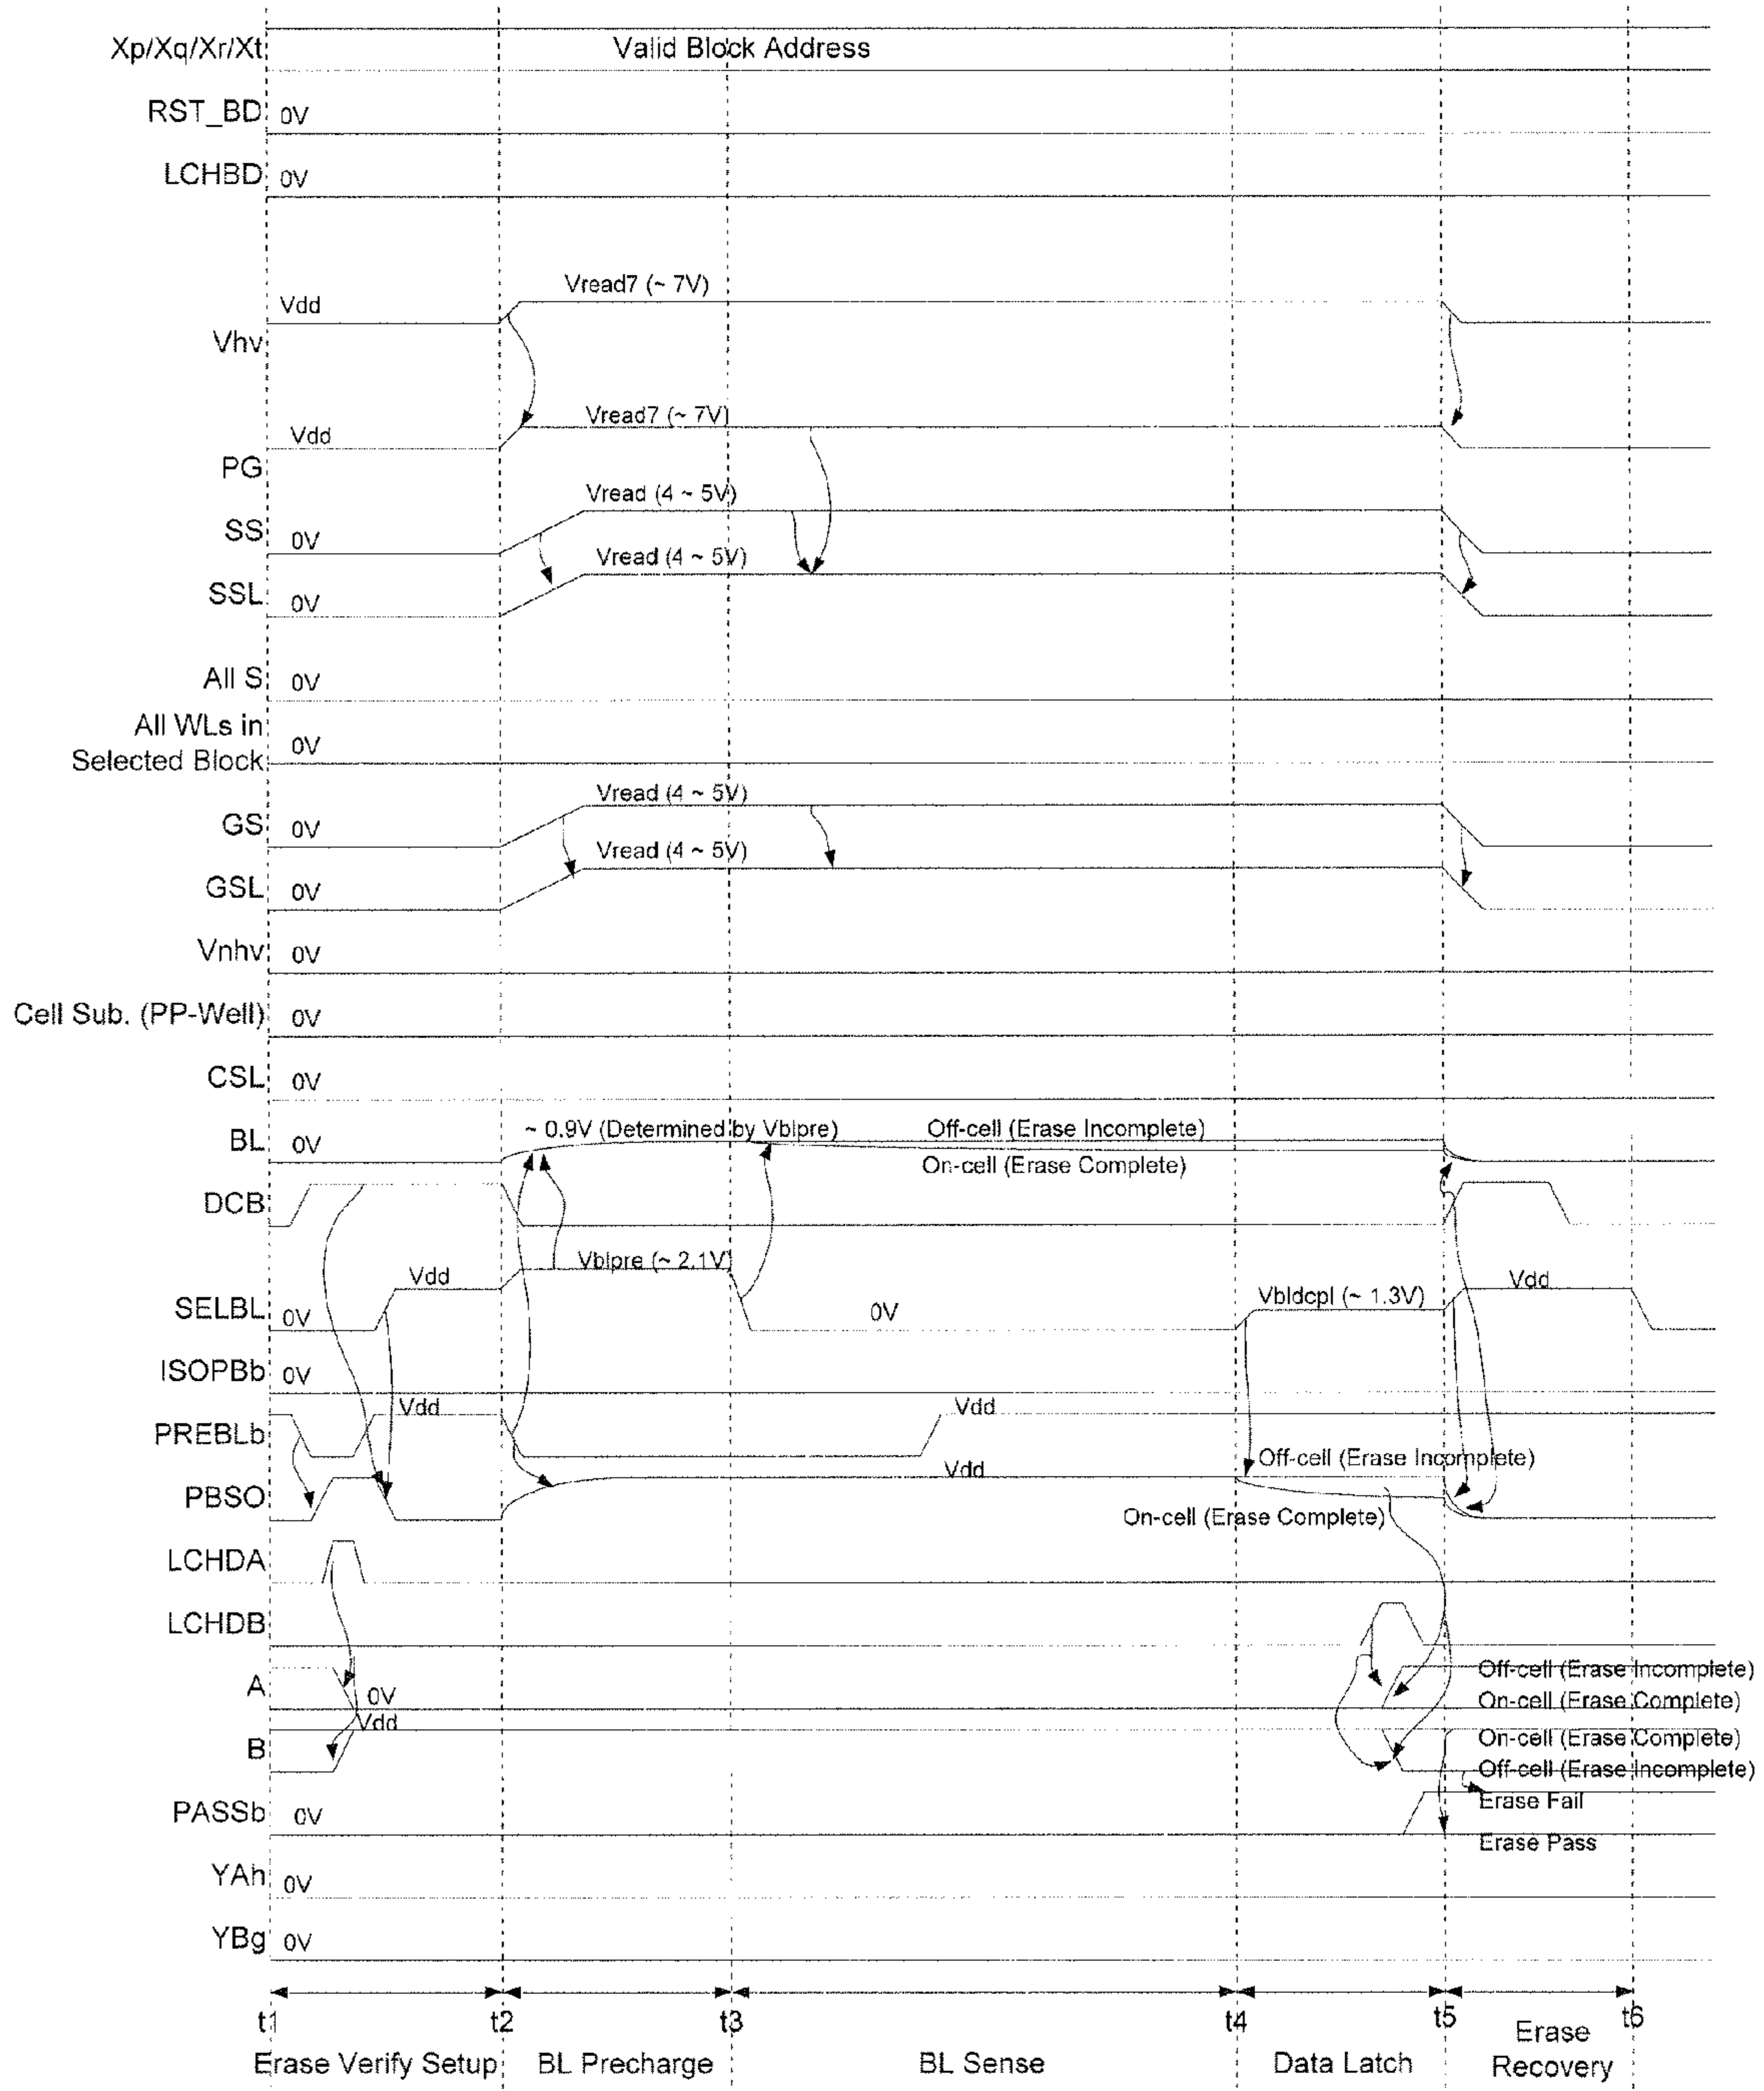 Xp/Xq/Xr/Xt Valid Block Address
RST_BD 0V
LCHBD 0V
Vread7 (~ 7V)
Vdd
Vhv
Vread7 (~ 7V)
Vdd
PG
Vread (4 ~ 5V)
SS 0V
Vread (4 ~ 5V)
SSL 0V
All S 0V
All WLs in
Selected Block 0V
Vread (4 ~ 5V)
GS 0V
Vread (4 ~ 5V)
GSL 0V
Vnhv 0V
Cell Sub. (PP-Well) 0V
CSL 0V
BL 0V ~ 0.9V (Determined by Vblpre) Off-cell (Erase Incomplete)
On-cell (Erase Complete)
DCB
Vblpre (~ 2.1V)
Vdd Vbldcpl (~ 1.3V) Vdd
SELBL 0V 0V
ISOPBb 0V
Vdd Vdd
PREBLb
Off-cell (Erase Incomplete)
Vdd
PBSO
On-cell (Erase Complete)
LCHDA
LCHDB
Off-cell (Erase Incomplete)
A 0V On-cell (Erase Complete)
Vdd
B On-cell (Erase Complete)
Off-cell (Erase Incomplete)
PASSb 0V Erase Fail
Erase Pass
YAh 0V
YBg 0V
t1 t2 t3 t4 t5 t6
Erase Verify Setup BL Precharge BL Sense Data Latch Erase
Recovery